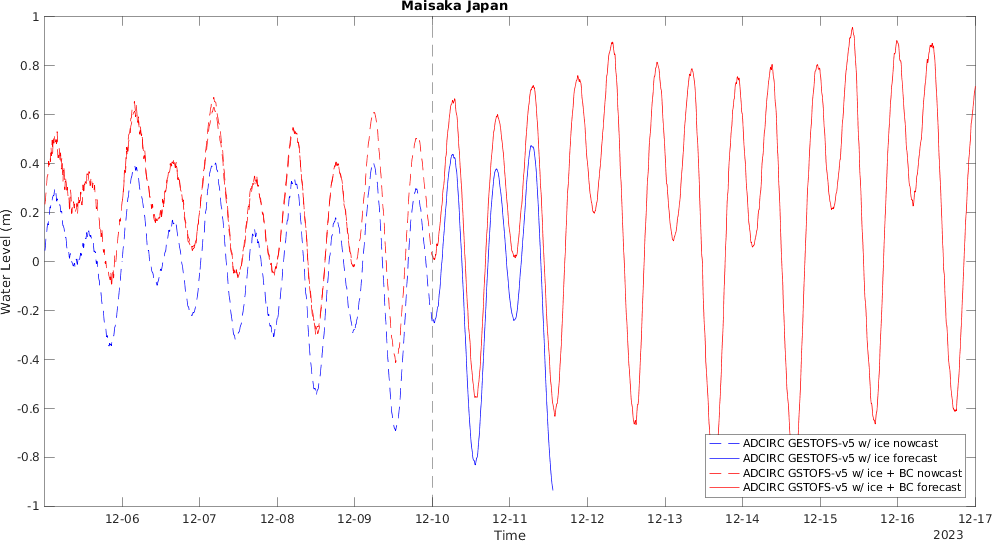 Maisaka Japan
1
0.8
0.6
0.4
0.2
0
-0.2
-0.4
-0.6
-0.8
-1
Water Level (m)
12-06 12-07 12-08 12-09 12-10 12-11 12-12 12-13 12-14 12-15 12-16 12-17
Time
2023
ADCIRC GESTOFS-v5 w/ ice nowcast
ADCIRC GESTOFS-v5 w/ ice forecast
ADCIRC GSTOFS-v5 w/ ice + BC nowcast
ADCIRC GSTOFS-v5 w/ ice + BC forecast